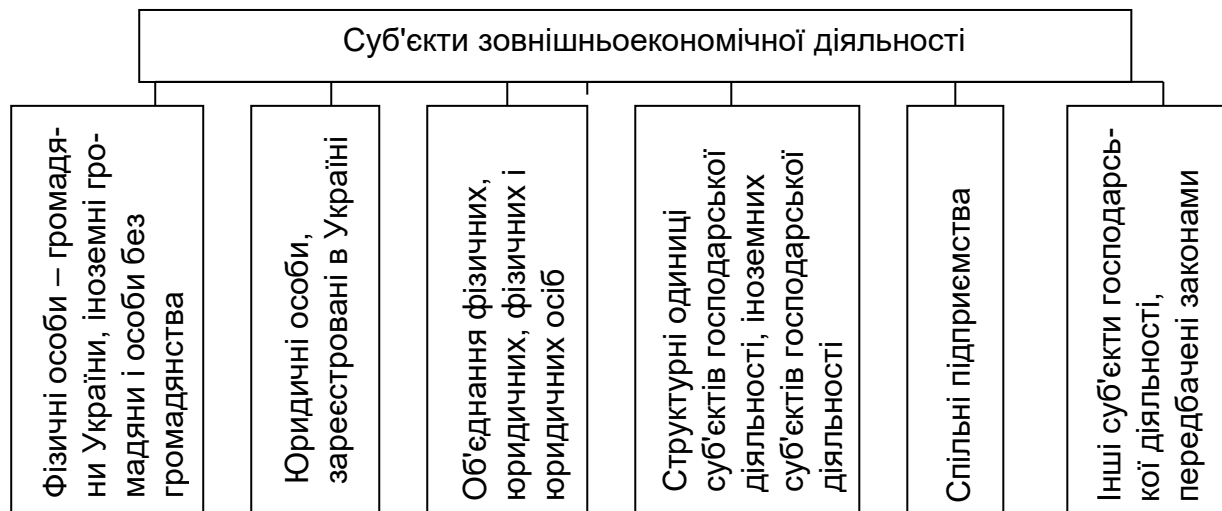 Суб'єкти зовнішньоекономічної діяльності
Фізичні особи – громадя-
ни України, іноземні гро-
мадяни і особи без
громадянства
Юридичні особи,
зареєстровані в Україні
Об'єднання фізичних,
юридичних, фізичних і
юридичних осіб
Структурні одиниці
суб'єктів господарської
діяльності, іноземних
суб'єктів господарської
діяльності
Спільні підприємства
Інші суб'єкти господарсь-
кої діяльності,
передбачені законами